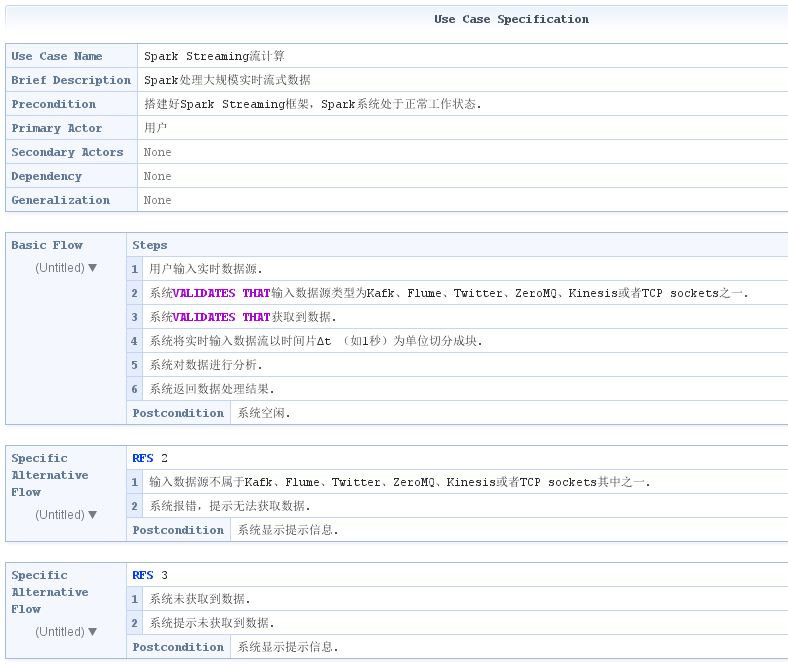 Use Case Specification
Use Case Name Spark Streaming流计算
Brief Description Spark处理大规模实时流式数据
Precondition 搭建好Spark Streaming框架，Spark系统处于正常工作状态.
Primary Actor 用户
Secondary Actors None
Dependency None
Generalization None
Basic Flow Steps
(Untitled) ▼ 1 用户输入实时数据源.
2 系统VALIDATES THAT输入数据源类型为Kafk、Flume、Twitter、ZeroMQ、Kinesis或者TCP sockets之一.
3 系统VALIDATES THAT获取到数据.
4 系统将实时输入数据流以时间片Δt （如1秒）为单位切分成块.
5 系统对数据进行分析.
6 系统返回数据处理结果.
Postcondition 系统空闲.
Specific Alternative Flow RFS 2
(Untitled) ▼ 1 输入数据源不属于Kafk、Flume、Twitter、ZeroMQ、Kinesis或者TCP sockets其中之一.
2 系统报错，提示无法获取数据.
Postcondition 系统显示提示信息.
Specific Alternative Flow RFS 3
(Untitled) ▼ 1 系统未获取到数据.
2 系统提示未获取到数据.
Postcondition 系统显示提示信息.